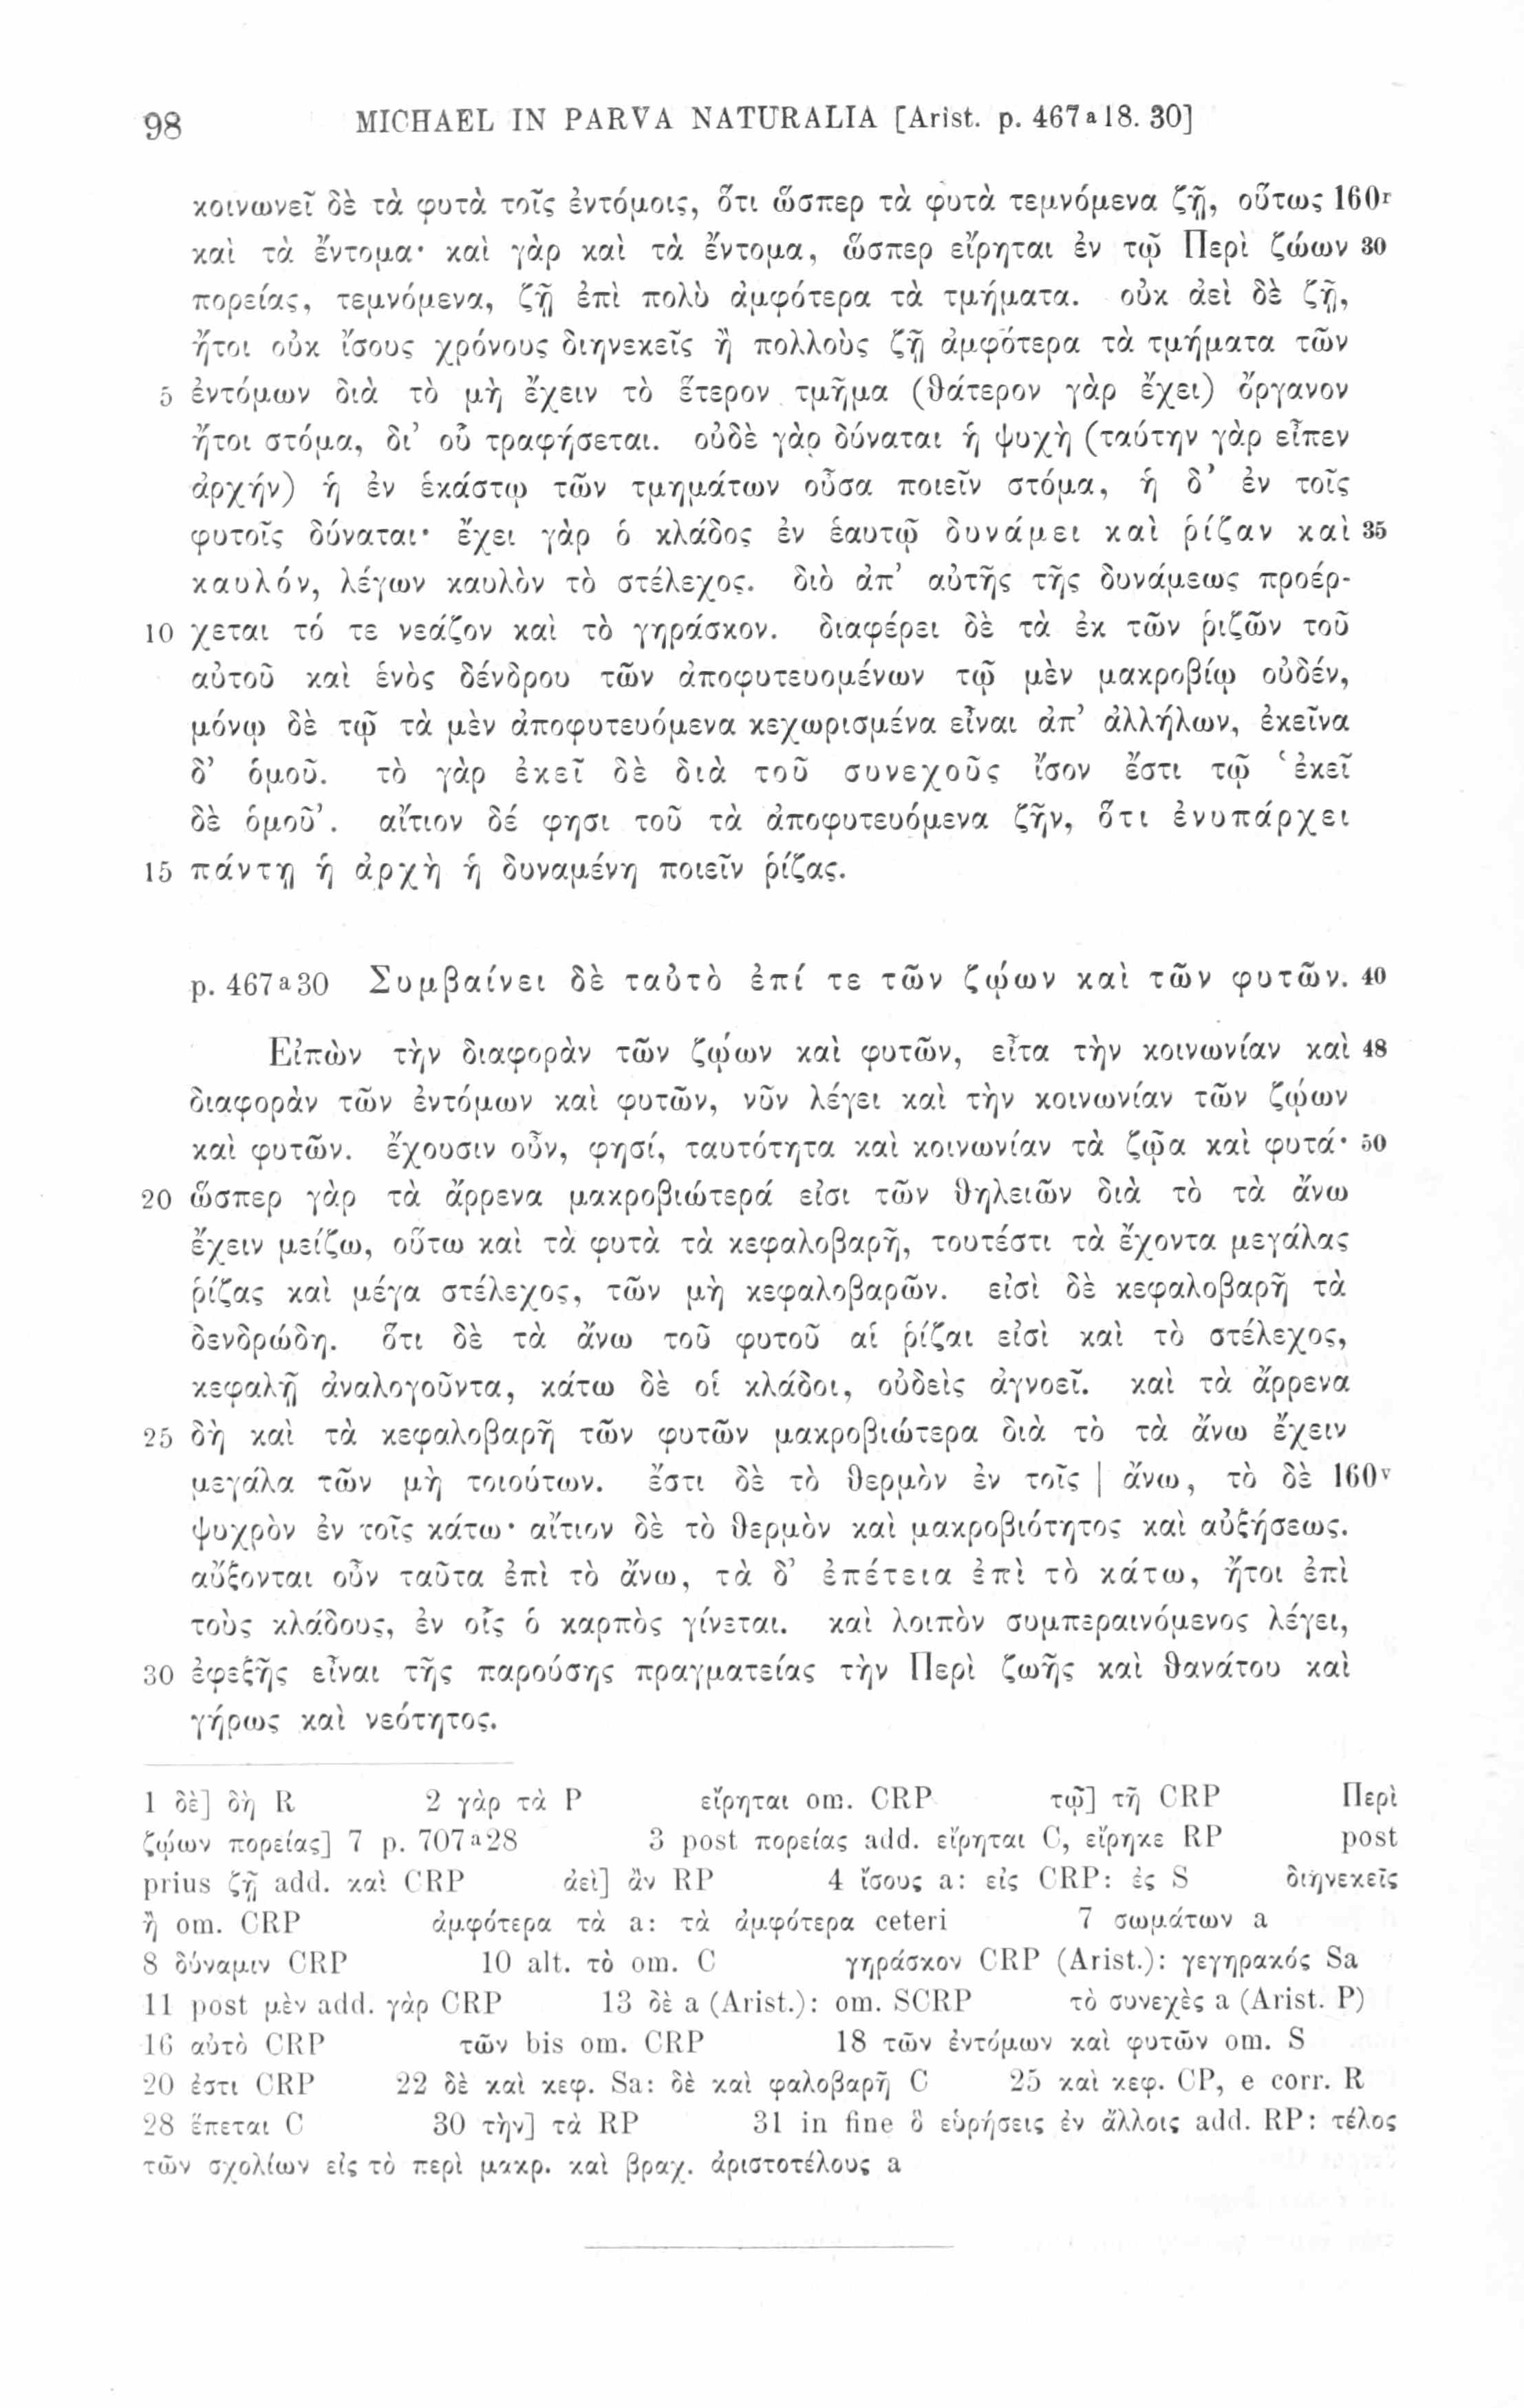 98 MICHAEL IN PARVA NATURALIA [Arist. p. 467 a 18. 30]
κοινωνεῖ δὲ τὰ φυτὰ τοῖς ἐντόμοις, ὅτι ὥσπερ τὰ φυτὰ τεμνόμενα ζῇ, οὕτως 160r
καὶ τὰ ἔντομα· καὶ γὰρ καὶ τὰ ἔντομα, ὥσπερ εἴρηται ἐν τῷ Περὶ ζώων 30
πορείας, τεμνόμενα, ζῇ ἐπὶ πολὺ ἀμφότερα τὰ τμήματα. οὐκ ἀεὶ δὲ ζῇ,
ἤτοι οὐκ ἴσους χρόνους διηνεκεῖς ἢ πολλοὺς ζῇ ἀμφότερα τὰ τμήματα τῶν
5 ἐντόμων διὰ τὸ μὴ ἔχειν τὸ ἕτερον τμῆμα (θάτερον γὰρ ἔχει) ὄργανον
ἤτοι στόμα, δι’ οὗ τραφήσεται. οὐδὲ γὰρ δύναται ἡ ψυχὴ (ταύτην γὰρ εἶπεν
ἀρχήν) ἡ ἐν ἑκάστῳ τῶν τμημάτων οὖσα ποιεῖν στόμα, ἡ δ’ ἐν τοῖς
φυτοῖς δύναται· ἔχει γὰρ ὁ κλάδος ἐν ἑαυτῷ δυνάμει καὶ ῥίζαν καὶ 35
καυλόν, λέγων καυλὸν τὸ στέλεχος. διὸ ἀπ’ αὐτῆς τῆς δυνάμεως προέρ-
10 χεται τό τε νεάζον καὶ τὸ γηράσκον. διαφέρει δὲ τὰ ἐκ τῶν ῥιζῶν τοῦ
αὐτοῦ καὶ ἑνὸς δένδρου τῶν ἀποφυτευομένων τῷ μὲν μακροβίῳ οὐδέν,
μόνῳ δὲ τῷ τὰ μὲν ἀποφυτευόμενα κεχωρισμένα εἶναι ἀπ’ ἀλλήλων, ἐκεῖνα
δ’ ὁμοῦ. τὸ γὰρ ἐκεῖ δὲ διὰ τοῦ συνεχοῦς ἴσον ἔστι τῷ ‘ἐκεῖ
δὲ ὁμοῦ’. αἴτιον δέ φησι τοῦ τὰ ἀποφυτευόμενα ζῆν, ὅτι ἐνυπάρχει
15 πάντῃ ἡ ἀρχὴ ἡ δυναμένη ποιεῖν ῥίζας.
p. 467 a 30 Συμβαίνει δὲ ταὐτὸ ἐπί τε τῶν ζῴων καὶ τῶν φυτῶν. 40
Εἰπὼν τὴν διαφορὰν τῶν ζῴων καὶ φυτῶν, εἶτα τὴν κοινωνίαν καὶ 48
διαφορὰν τῶν ἐντόμων καὶ φυτῶν, νῦν λέγει καὶ τὴν κοινωνίαν τῶν ζῴων
καὶ φυτῶν. ἔχουσιν οὖν, φησί, ταυτότητα καὶ κοινωνίαν τὰ ζῷα καὶ φυτά· 50
20 ὥσπερ γὰρ τὰ ἄρρενα μακροβιώτερά εἰσι τῶν θηλειῶν διὰ τὸ τὰ ἄνω
ἔχειν μείζω, οὕτω καὶ τὰ φυτὰ τὰ κεφαλοβαρῆ, τουτέστι τὰ ἔχοντα μεγάλας
ῥίζας καὶ μέγα στέλεχος, τῶν μὴ κεφαλοβαρῶν. εἰσὶ δὲ κεφαλοβαρῆ τὰ
δενδρώδη. ὅτι δὲ τὰ ἄνω τοῦ φυτοῦ αἱ ῥίζαι εἰσὶ καὶ τὸ στέλεχος,
κεφαλῇ ἀναλογοῦντα, κάτω δὲ οἱ κλάδοι, οὐδεὶς ἀγνοεῖ. καὶ τὰ ἄρρενα
25 δὴ καὶ τὰ κεφαλοβαρῆ τῶν φυτῶν μακροβιώτερα διὰ τὸ τὰ ἄνω ἔχειν
μεγάλα τῶν μὴ τοιούτων. ἔστι δὲ τὸ θερμὸν ἐν τοῖς | ἄνω, τὸ δὲ 160v
ψυχρὸν ἐν τοῖς κάτω· αἴτιον δὲ τὸ θερμὸν καὶ μακροβιότητος καὶ αὐξήσεως.
αὔξονται οὖν ταῦτα ἐπὶ τὸ ἄνω, τὰ δ’ ἐπέτεια ἐπὶ τὸ κάτω, ἤτοι ἐπὶ
τοὺς κλάδους, ἐν οἷς ὁ καρπὸς γίνεται. καὶ λοιπὸν συμπεραινόμενος λέγει,
30 ἐφεξῆς εἶναι τῆς παρούσης πραγματείας τὴν Περὶ ζωῆς καὶ θανάτου καὶ
γήρως καὶ νεότητος.
1 δὲ] δὴ R 2 γὰρ τὰ P εἴρηται om. CRP τῷ] τῇ CRP Περὶ
ζῴων πορείας] 7 p. 707 a 28 3 post πορείας add. εἴρηται C, εἴρηκε RP post
prius ζῇ add. καὶ CRP ἀεὶ] ἂν RP 4 ἴσους a: εἰς CRP: ἐς S διηνεκεῖς
ἢ om. CRP ἀμφότερα τὰ a: τὰ ἀμφότερα ceteri 7 σωμάτων a
8 δύναμιν CRP 10 alt. τὸ om. C γηράσκον CRP (Arist.): γεγηρακός Sa
11 post μὲν add. γὰρ CRP 13 δὲ a (Arist.): om. SCRP τὸ συνεχὲς a (Arist. P)
16 αὐτὸ CRP τῶν bis om. CRP 18 τῶν ἐντόμων καὶ φυτῶν om. S
20 ἐστι CRP 22 δὲ καὶ κεφ. Sa: δὲ καὶ φαλοβαρῆ C 25 καὶ κεφ. CP, e corr. R
28 ἕπεται C 30 τὴν] τὰ RP 31 in fine ὃ εὑρήσεις ἐν ἄλλοις add. RP: τέλος
τῶν σχολίων εἰς τὸ περὶ μακρ. καὶ βραχ. ἀριστοτέλους a